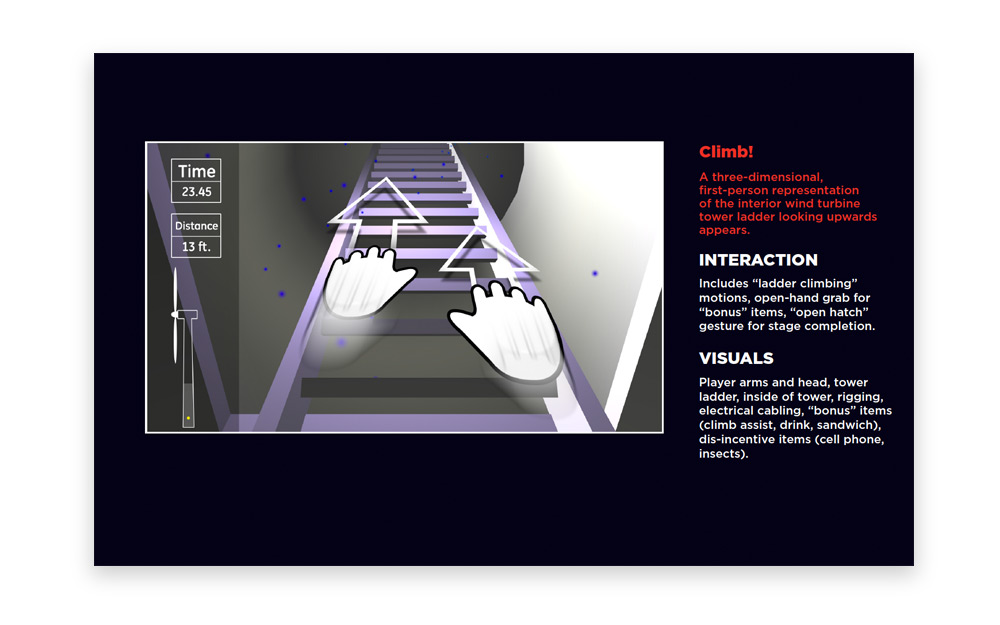 Time
23.45
Distance
13 ft.
Climb!
A three-dimensional,
first-person representation
of the interior wind turbine
tower ladder looking upwards
appears.
INTERACTION
Includes “ladder climbing”
motions, open-hand grab for
“bonus” items, “open hatch”
gesture for stage completion.
VISUALS
Player arms and head, tower
ladder, inside of tower, rigging,
electrical cabling, “bonus” items
(climb assist, drink, sandwich),
dis-incentive items (cell phone,
insects).